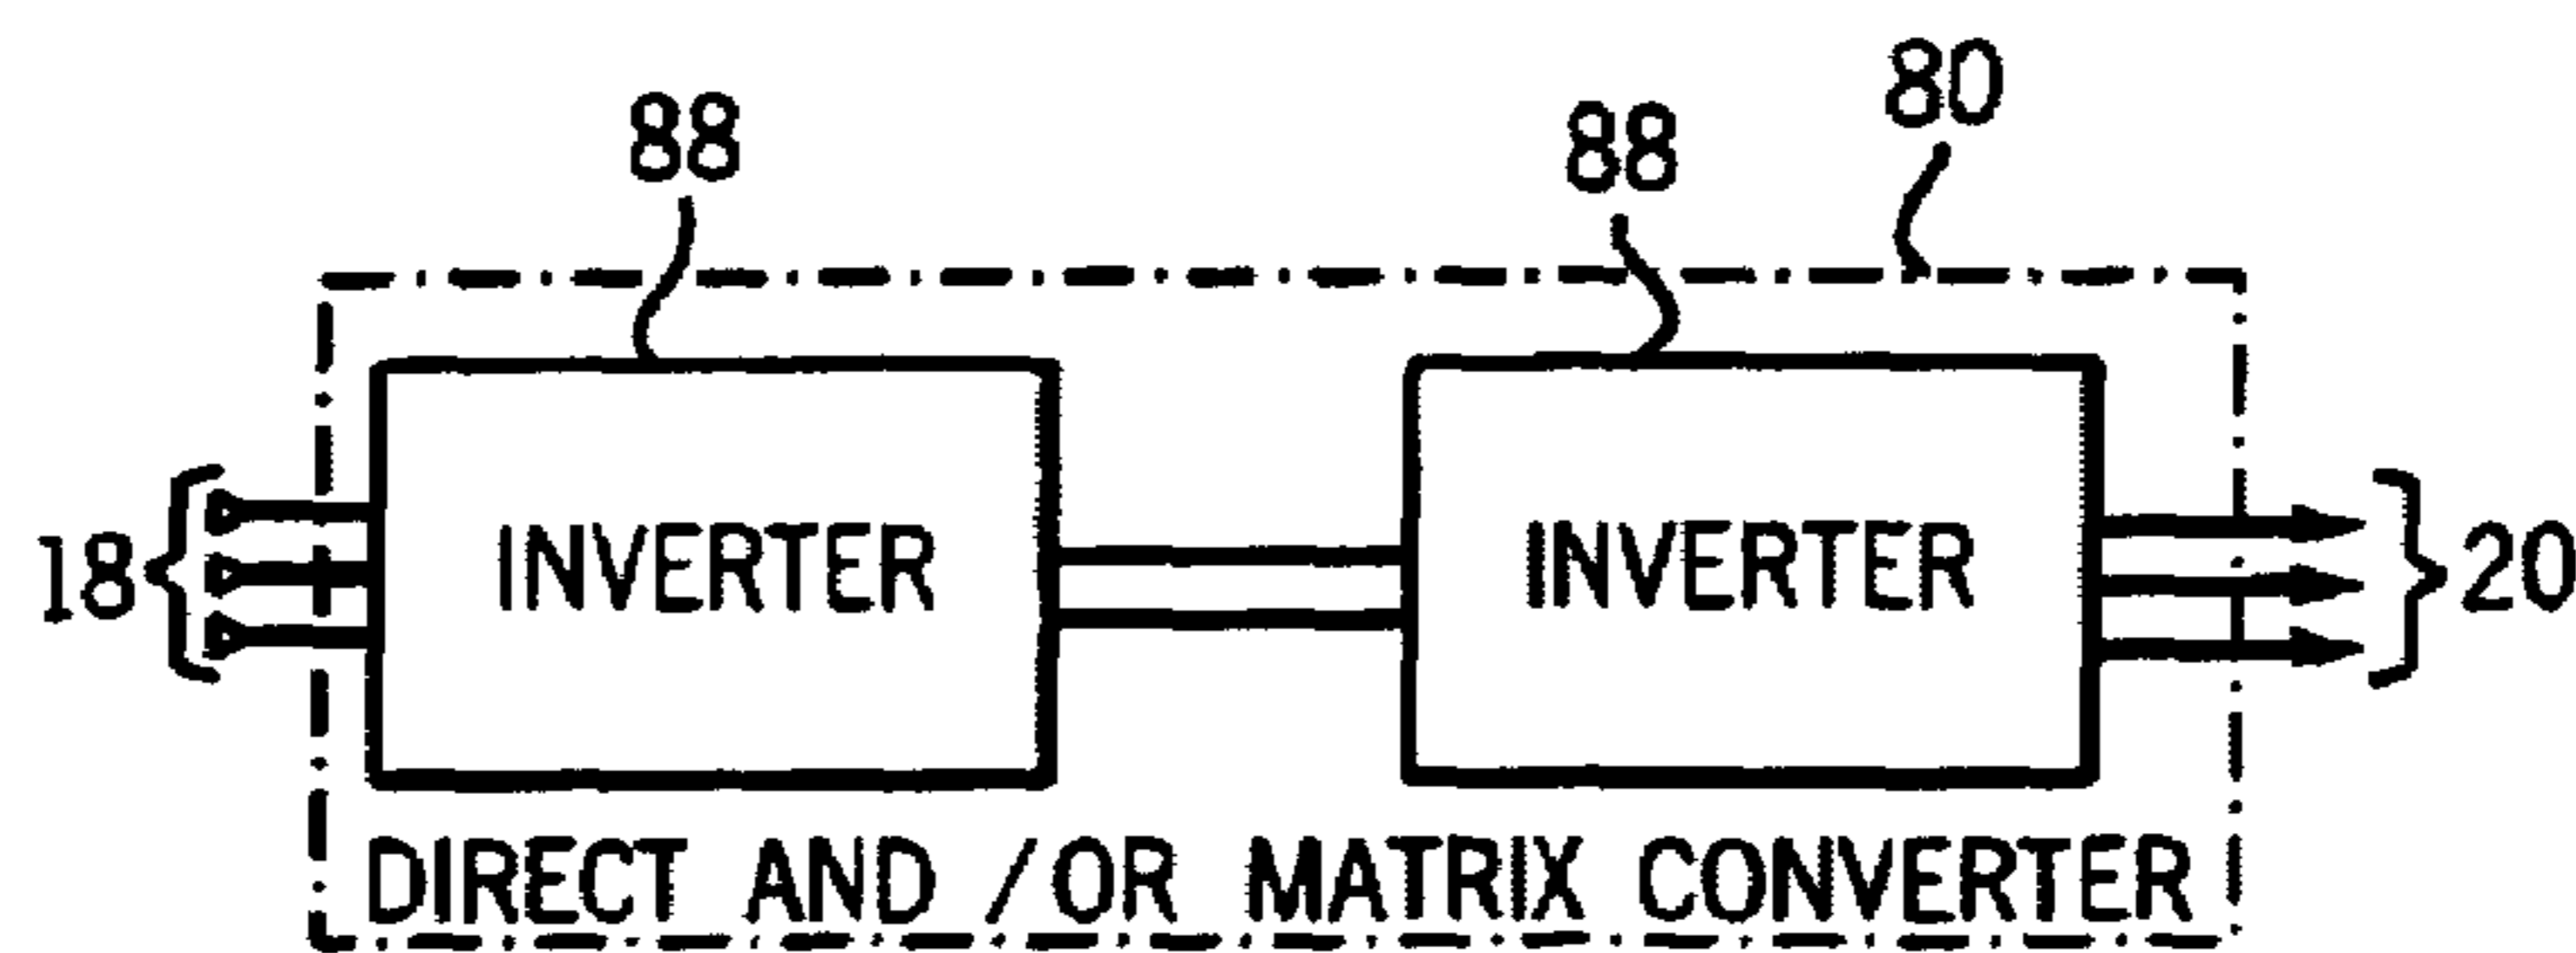 80
88 88
18 INVERTER INVERTER 20
DIRECT AND /OR MATRIX CONVERTER